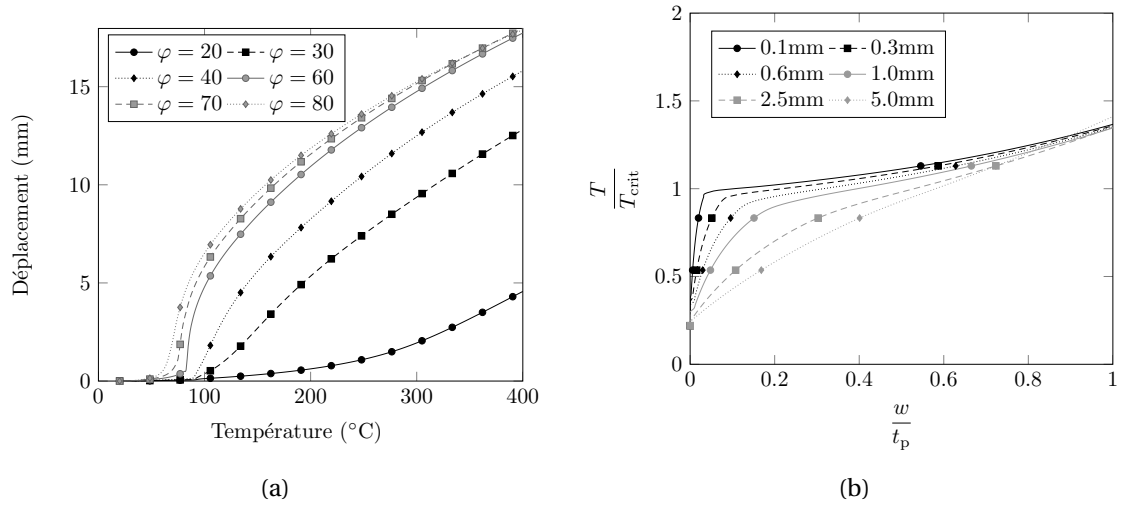 φ = 20 φ = 30
φ = 40 φ = 60
φ = 70 φ = 80
15
10
5
0
0 100 200 300 400
Déplacement (mm)
Température (°C)
(a)
0.1mm 0.3mm
0.6mm 1.0mm
2.5mm 5.0mm
2
1.5
1
0.5
0
0 0.2 0.4 0.6 0.8 1
T
T_crit
w
t_p
(b)